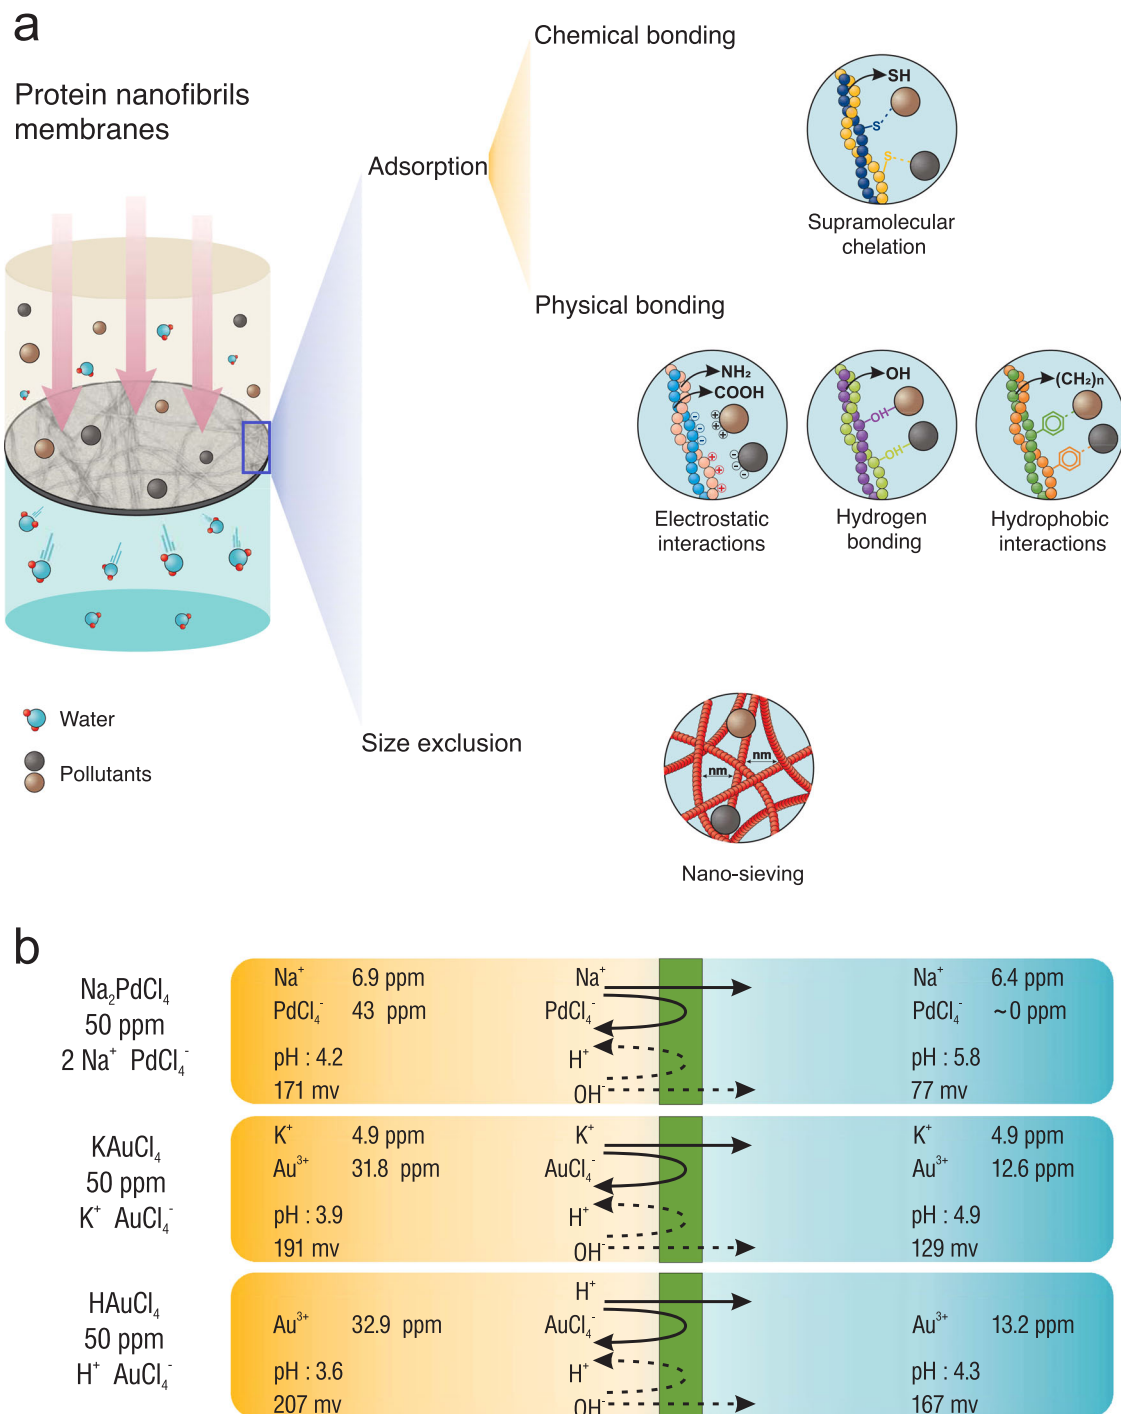 a
Protein nanofibrils
membranes
Adsorption
Chemical bonding
SH
S
S
Supramolecular
chelation
Physical bonding
NH₂
COOH
Electrostatic
interactions
OH
OH
OH
Hydrogen
bonding
(CH₂)n
Hydrophobic
interactions
Water
Pollutants
Size exclusion
nm
nm
Nano-sieving
b
Na₂PdCl₄
50 ppm
2 Na⁺ PdCl₄⁻
Na⁺ 6.9 ppm
PdCl₄⁻ 43 ppm
pH : 4.2
171 mv
Na⁺
PdCl₄⁻
H⁺
OH⁻
Na⁺ 6.4 ppm
PdCl₄⁻ ~0 ppm
pH : 5.8
77 mv
KAuCl₄
50 ppm
K⁺ AuCl₄⁻
K⁺ 4.9 ppm
Au³⁺ 31.8 ppm
pH : 3.9
191 mv
K⁺
AuCl₄⁻
H⁺
OH⁻
K⁺ 4.9 ppm
Au³⁺ 12.6 ppm
pH : 4.9
129 mv
HAuCl₄
50 ppm
H⁺ AuCl₄⁻
Au³⁺ 32.9 ppm
pH : 3.6
207 mv
H⁺
AuCl₄⁻
H⁺
OH⁻
Au³⁺ 13.2 ppm
pH : 4.3
167 mv